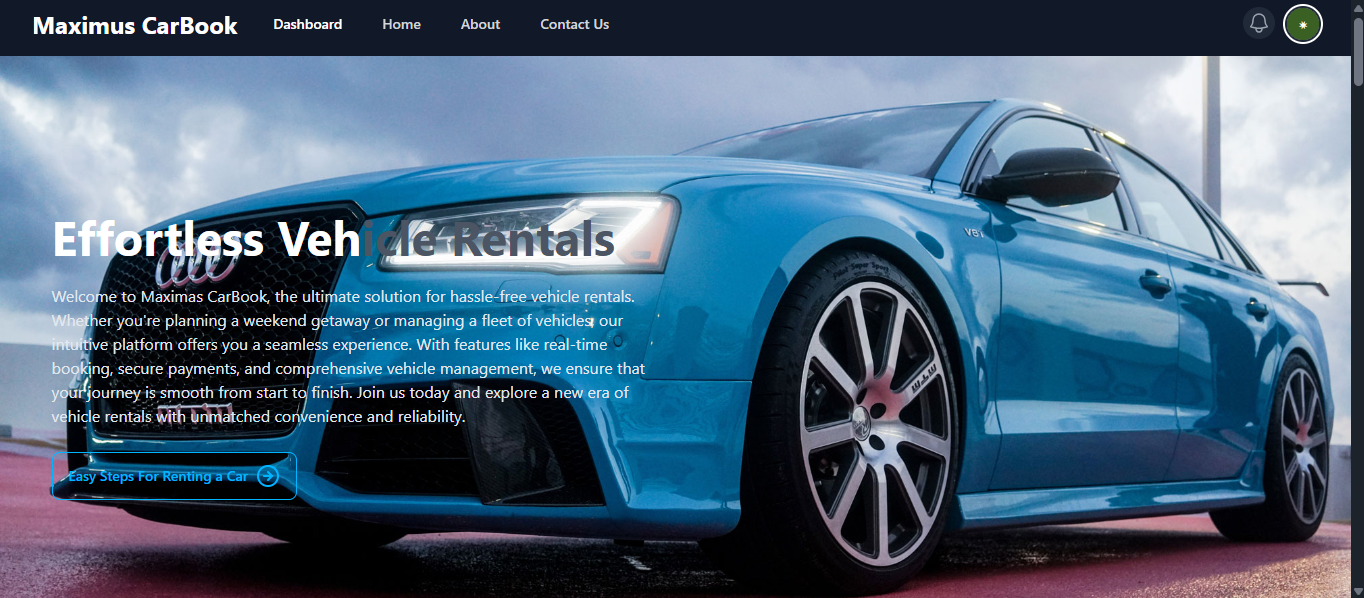 Maximus CarBook Dashboard Home About Contact Us
Effortless Vehicle Rentals
Welcome to Maximas CarBook, the ultimate solution for hassle-free vehicle rentals.
Whether you're planning a weekend getaway or managing a fleet of vehicles, our
intuitive platform offers you a seamless experience. With features like real-time
booking, secure payments, and comprehensive vehicle management, we ensure that
your journey is smooth from start to finish. Join us today and explore a new era of
vehicle rentals with unmatched convenience and reliability.
Easy Steps For Renting a Car